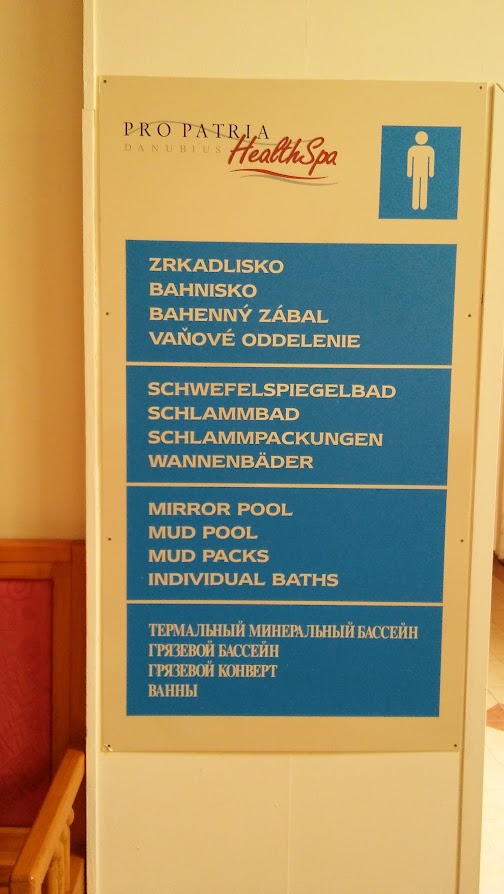 PRO PATRIA
DANUBIUS HealthSpa
ZRKADLISKO
BAHNISKO
BAHENNÝ ZÁBAL
VAŇOVÉ ODDELENIE
SCHWEFELSPIEGELBAD
SCHLAMMBAD
SCHLAMMPACKUNGEN
WANNENBÄDER
MIRROR POOL
MUD POOL
MUD PACKS
INDIVIDUAL BATHS
ТЕРМАЛЬНЫЙ МИНЕРАЛЬНЫЙ БАССЕЙН
ГРЯЗЕВОЙ БАССЕЙН
ГРЯЗЕВОЙ КОНВЕРТ
ВАННЫ